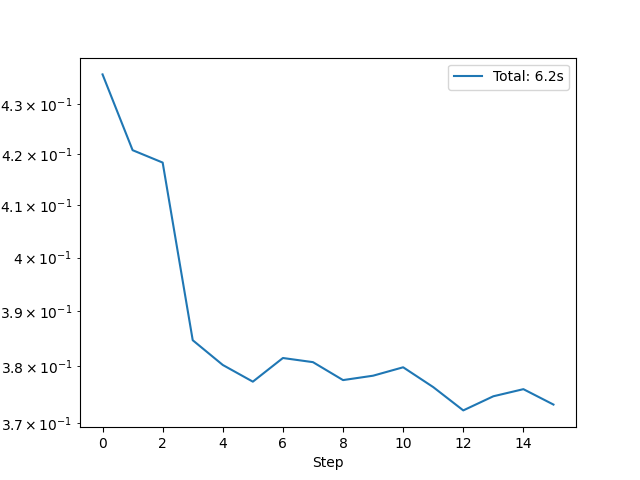 Total: 6.2s
4.3 × 10⁻¹
4.2 × 10⁻¹
4.1 × 10⁻¹
4 × 10⁻¹
3.9 × 10⁻¹
3.8 × 10⁻¹
3.7 × 10⁻¹
0 2 4 6 8 10 12 14
Step